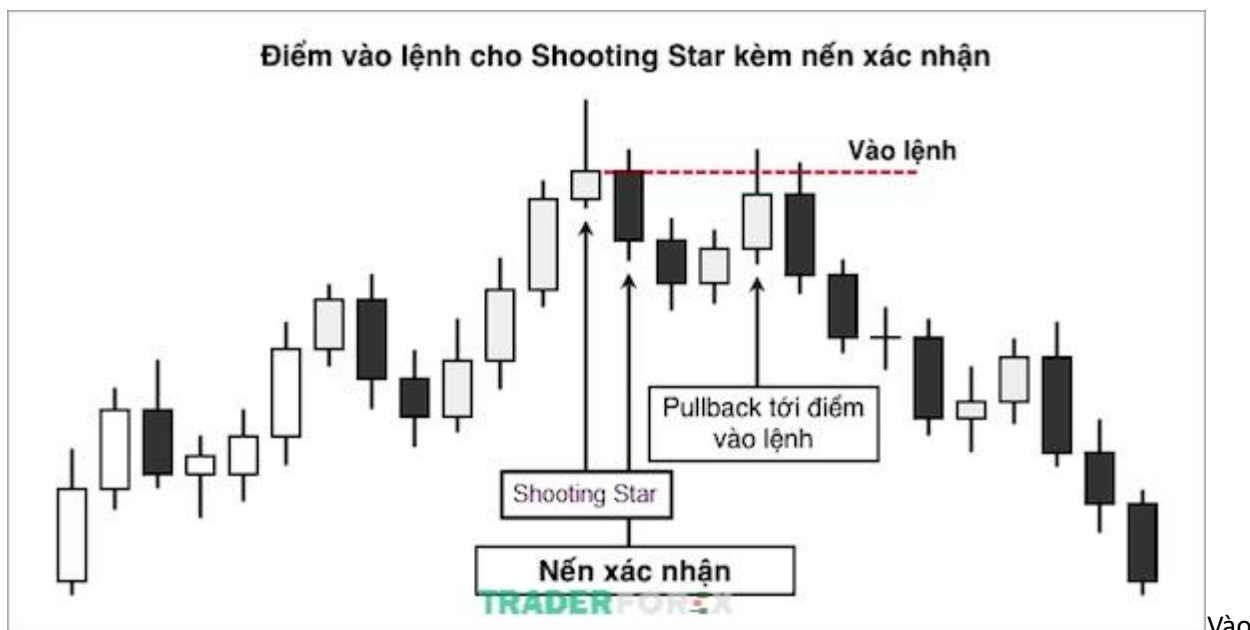 Điểm vào lệnh cho Shooting Star kèm nến xác nhận
Vào lệnh
Pullback tới điểm
vào lệnh
Shooting Star
Nến xác nhận
TRADERFOREX
Vào